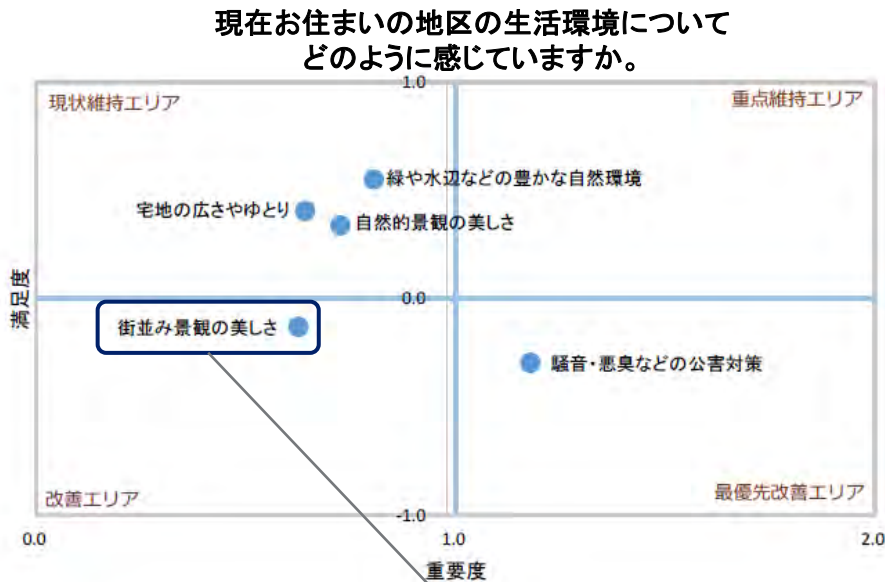 現在お住まいの地区の生活環境について
どのように感じていますか。
1.0
現状維持エリア
重点維持エリア
緑や水辺などの豊かな自然環境
宅地の広さやゆとり
自然的景観の美しさ
満足度
0.0
街並み景観の美しさ
騒音・悪臭などの公害対策
改善エリア
最優先改善エリア
-1.0
0.0
1.0
2.0
重要度